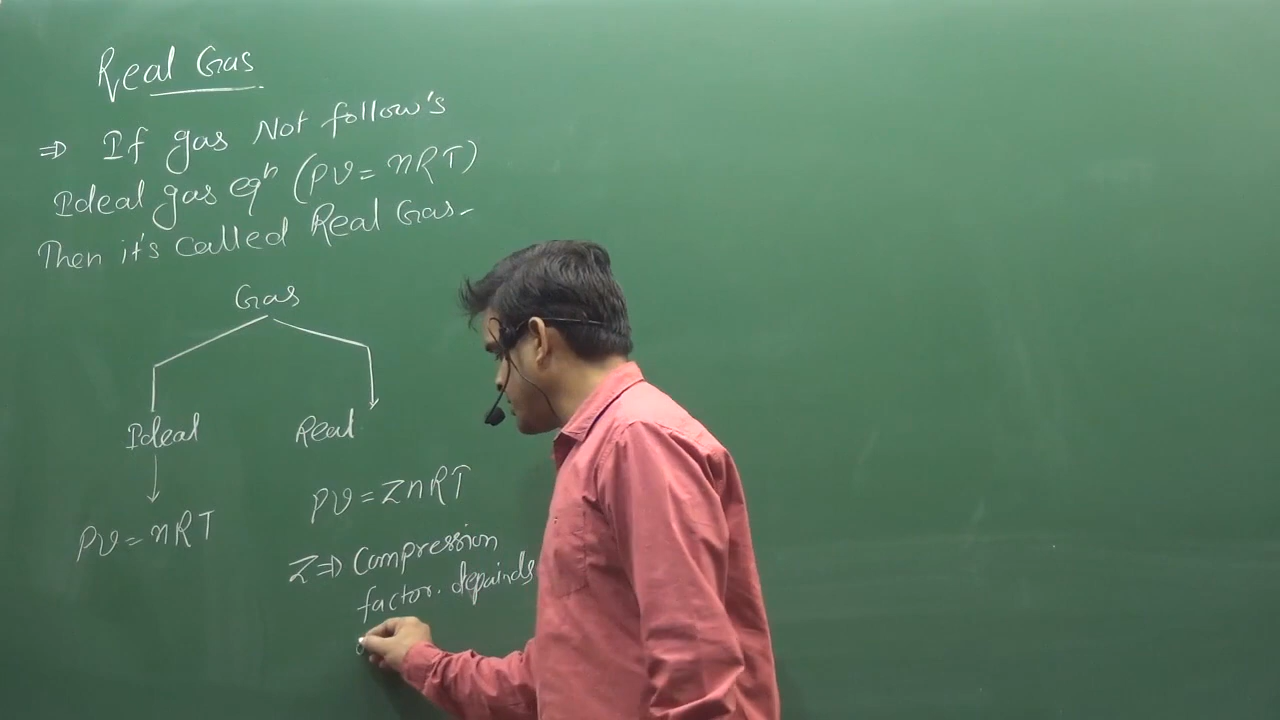 Real Gas
⇒ If gas Not follow's
Ideal gas eqⁿ (PV = nRT)
Then it's called Real Gas-
Gas
Ideal
Real
PV = nRT
PV = ZnRT
Z ⇒ Compression
factor. depainds